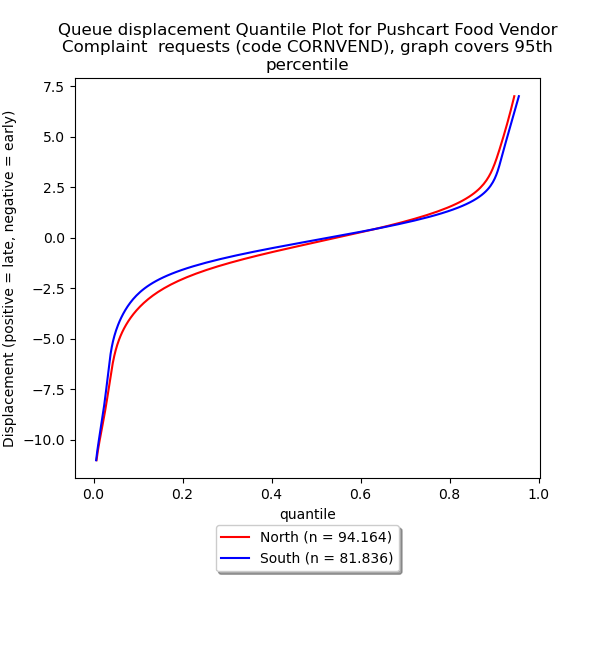 Queue displacement Quantile Plot for Pushcart Food Vendor
Complaint  requests (code CORNVEND), graph covers 95th
percentile
Displacement (positive = late, negative = early)
7.5
5.0
2.5
0.0
−2.5
−5.0
−7.5
−10.0
0.0 0.2 0.4 0.6 0.8 1.0
quantile
North (n = 94.164)
South (n = 81.836)